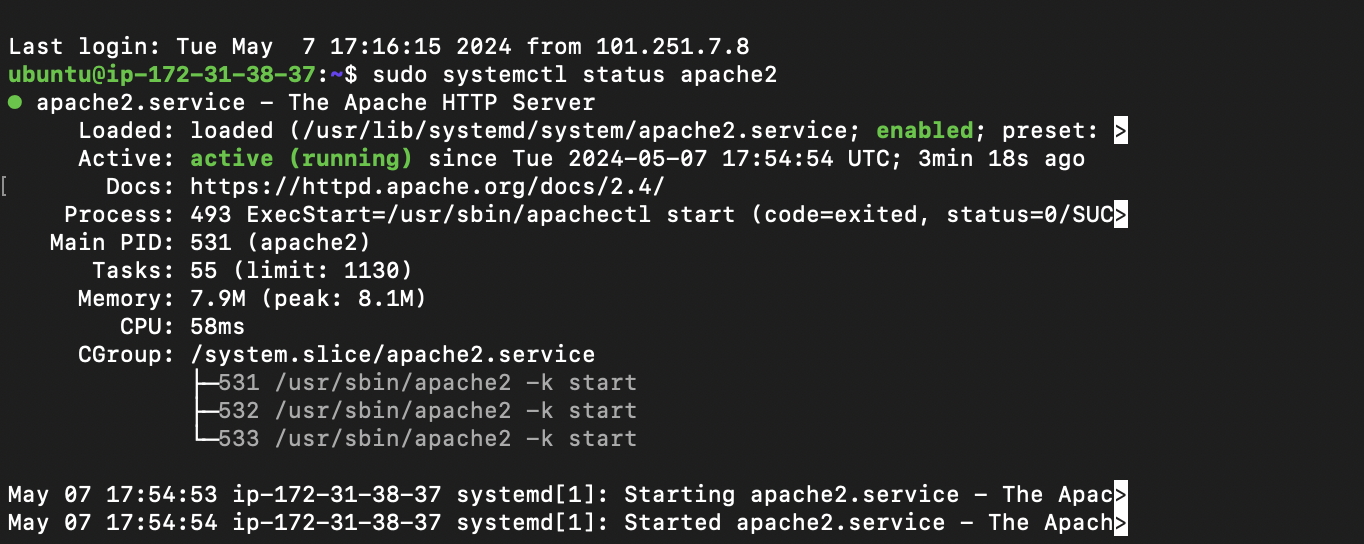 Last login: Tue May  7 17:16:15 2024 from 101.251.7.8
ubuntu@ip-172-31-38-37:~$ sudo systemctl status apache2
● apache2.service – The Apache HTTP Server
     Loaded: loaded (/usr/lib/systemd/system/apache2.service; enabled; preset: >
     Active: active (running) since Tue 2024-05-07 17:54:54 UTC; 3min 18s ago
[      Docs: https://httpd.apache.org/docs/2.4/
    Process: 493 ExecStart=/usr/sbin/apachectl start (code=exited, status=0/SUC>
   Main PID: 531 (apache2)
      Tasks: 55 (limit: 1130)
     Memory: 7.9M (peak: 8.1M)
        CPU: 58ms
     CGroup: /system.slice/apache2.service
             ├─531 /usr/sbin/apache2 -k start
             ├─532 /usr/sbin/apache2 -k start
             └─533 /usr/sbin/apache2 -k start

May 07 17:54:53 ip-172-31-38-37 systemd[1]: Starting apache2.service – The Apac>
May 07 17:54:54 ip-172-31-38-37 systemd[1]: Started apache2.service – The Apach>